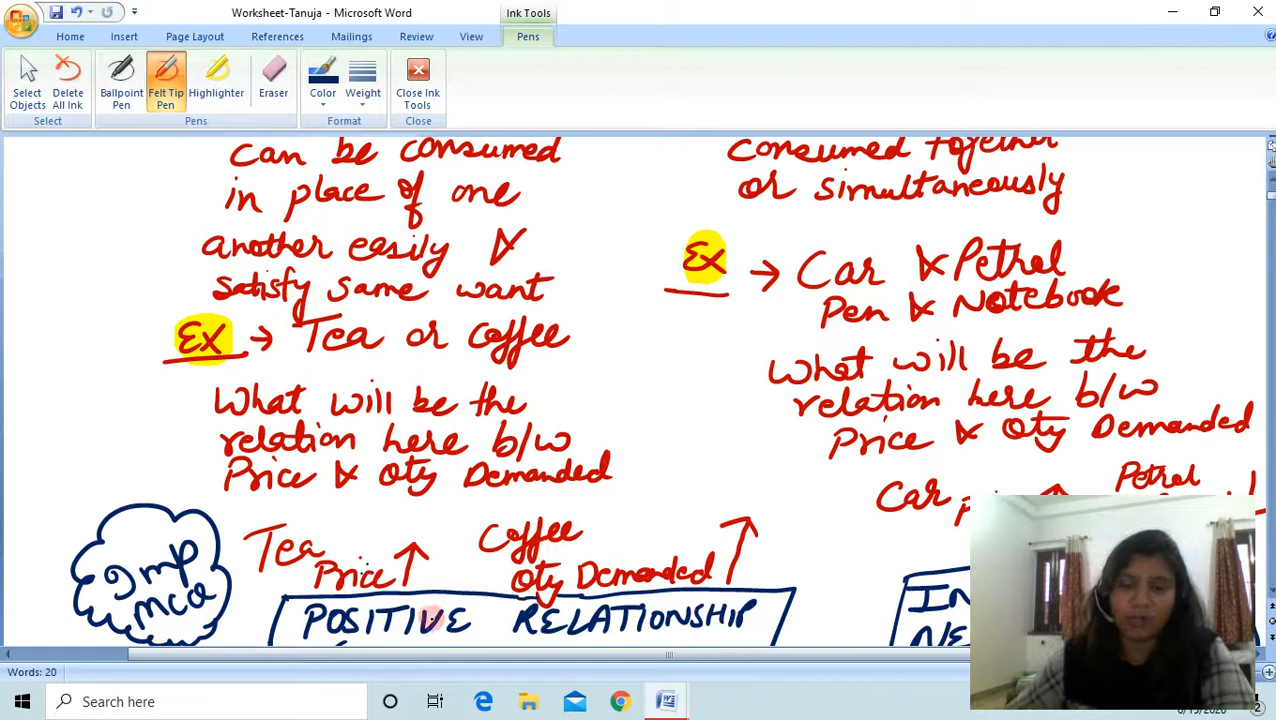 Worksheet-Tanuja - Microsoft Word
Ink Tools
Home
Insert
Page Layout
References
Mailings
Review
View
Pens
Select Objects
Delete All Ink
Ballpoint Pen
Felt Tip Pen
Highlighter
Eraser
Color
Weight
Close Ink Tools
Select
Pens
Format
Close
can be consumed
in place of one
another easily &
satisfy same want
Ex → Tea or Coffee
What will be the
relation here b/w
Price & Qty Demanded
Tea Price ↑
Coffee Qty Demanded ↑
Imp
MCQ
POSITIVE RELATIONSHIP
Consumed together
or simultaneously
Ex → Car & Petrol
Pen & Notebook
What will be the
relation here b/w
Price & Qty Demanded
Car
Petrol
Words: 20
Search here
2